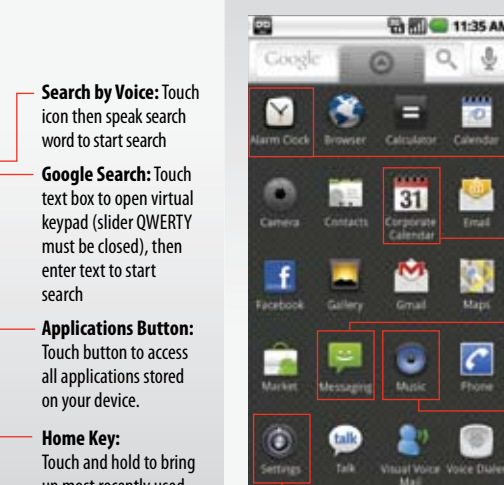 Search by Voice: Touch
icon then speak search
word to start search
Google Search: Touch
text box to open virtual
keypad (slider QWERTY
must be closed), then
enter text to start
search
Applications Button:
Touch button to access
all applications stored
on your device.
Home Key:
Touch and hold to bring
up most recently used
11:35 AM
Google
Alarm Clock Browser Calculator Calendar
31
Camera Contacts Corporate Email
Calendar
Facebook Gallery Gmail Maps
Market Messaging Music Phone
talk
Settings Talk Visual Voice Voice Dialer
Mail